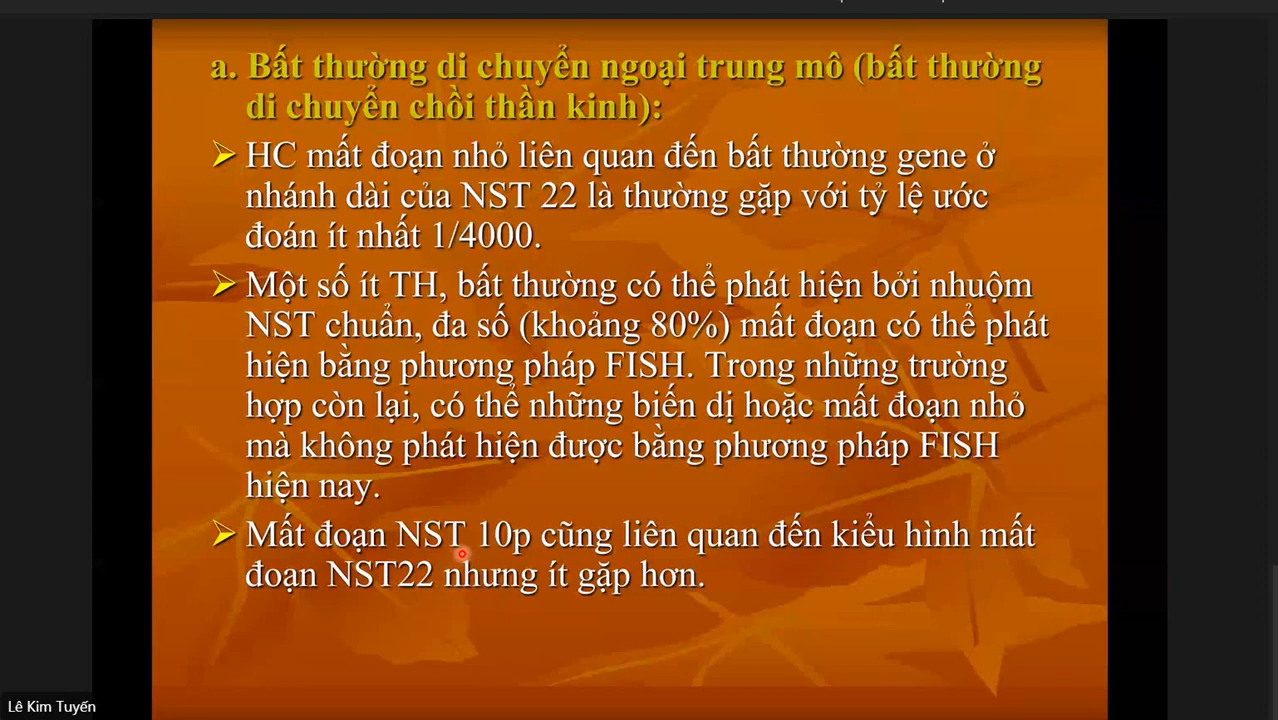 a. Bất thường di chuyển ngoại trung mô (bất thường
di chuyển chồi thần kinh):
HC mất đoạn nhỏ liên quan đến bất thường gene ở
nhánh dài của NST 22 là thường gặp với tỷ lệ ước
đoán ít nhất 1/4000.
Một số ít TH, bất thường có thể phát hiện bởi nhuộm
NST chuẩn, đa số (khoảng 80%) mất đoạn có thể phát
hiện bằng phương pháp FISH. Trong những trường
hợp còn lại, có thể những biến dị hoặc mất đoạn nhỏ
mà không phát hiện được bằng phương pháp FISH
hiện nay.
Mất đoạn NST 10p cũng liên quan đến kiểu hình mất
đoạn NST22 nhưng ít gặp hơn.
Lê Kim Tuyến